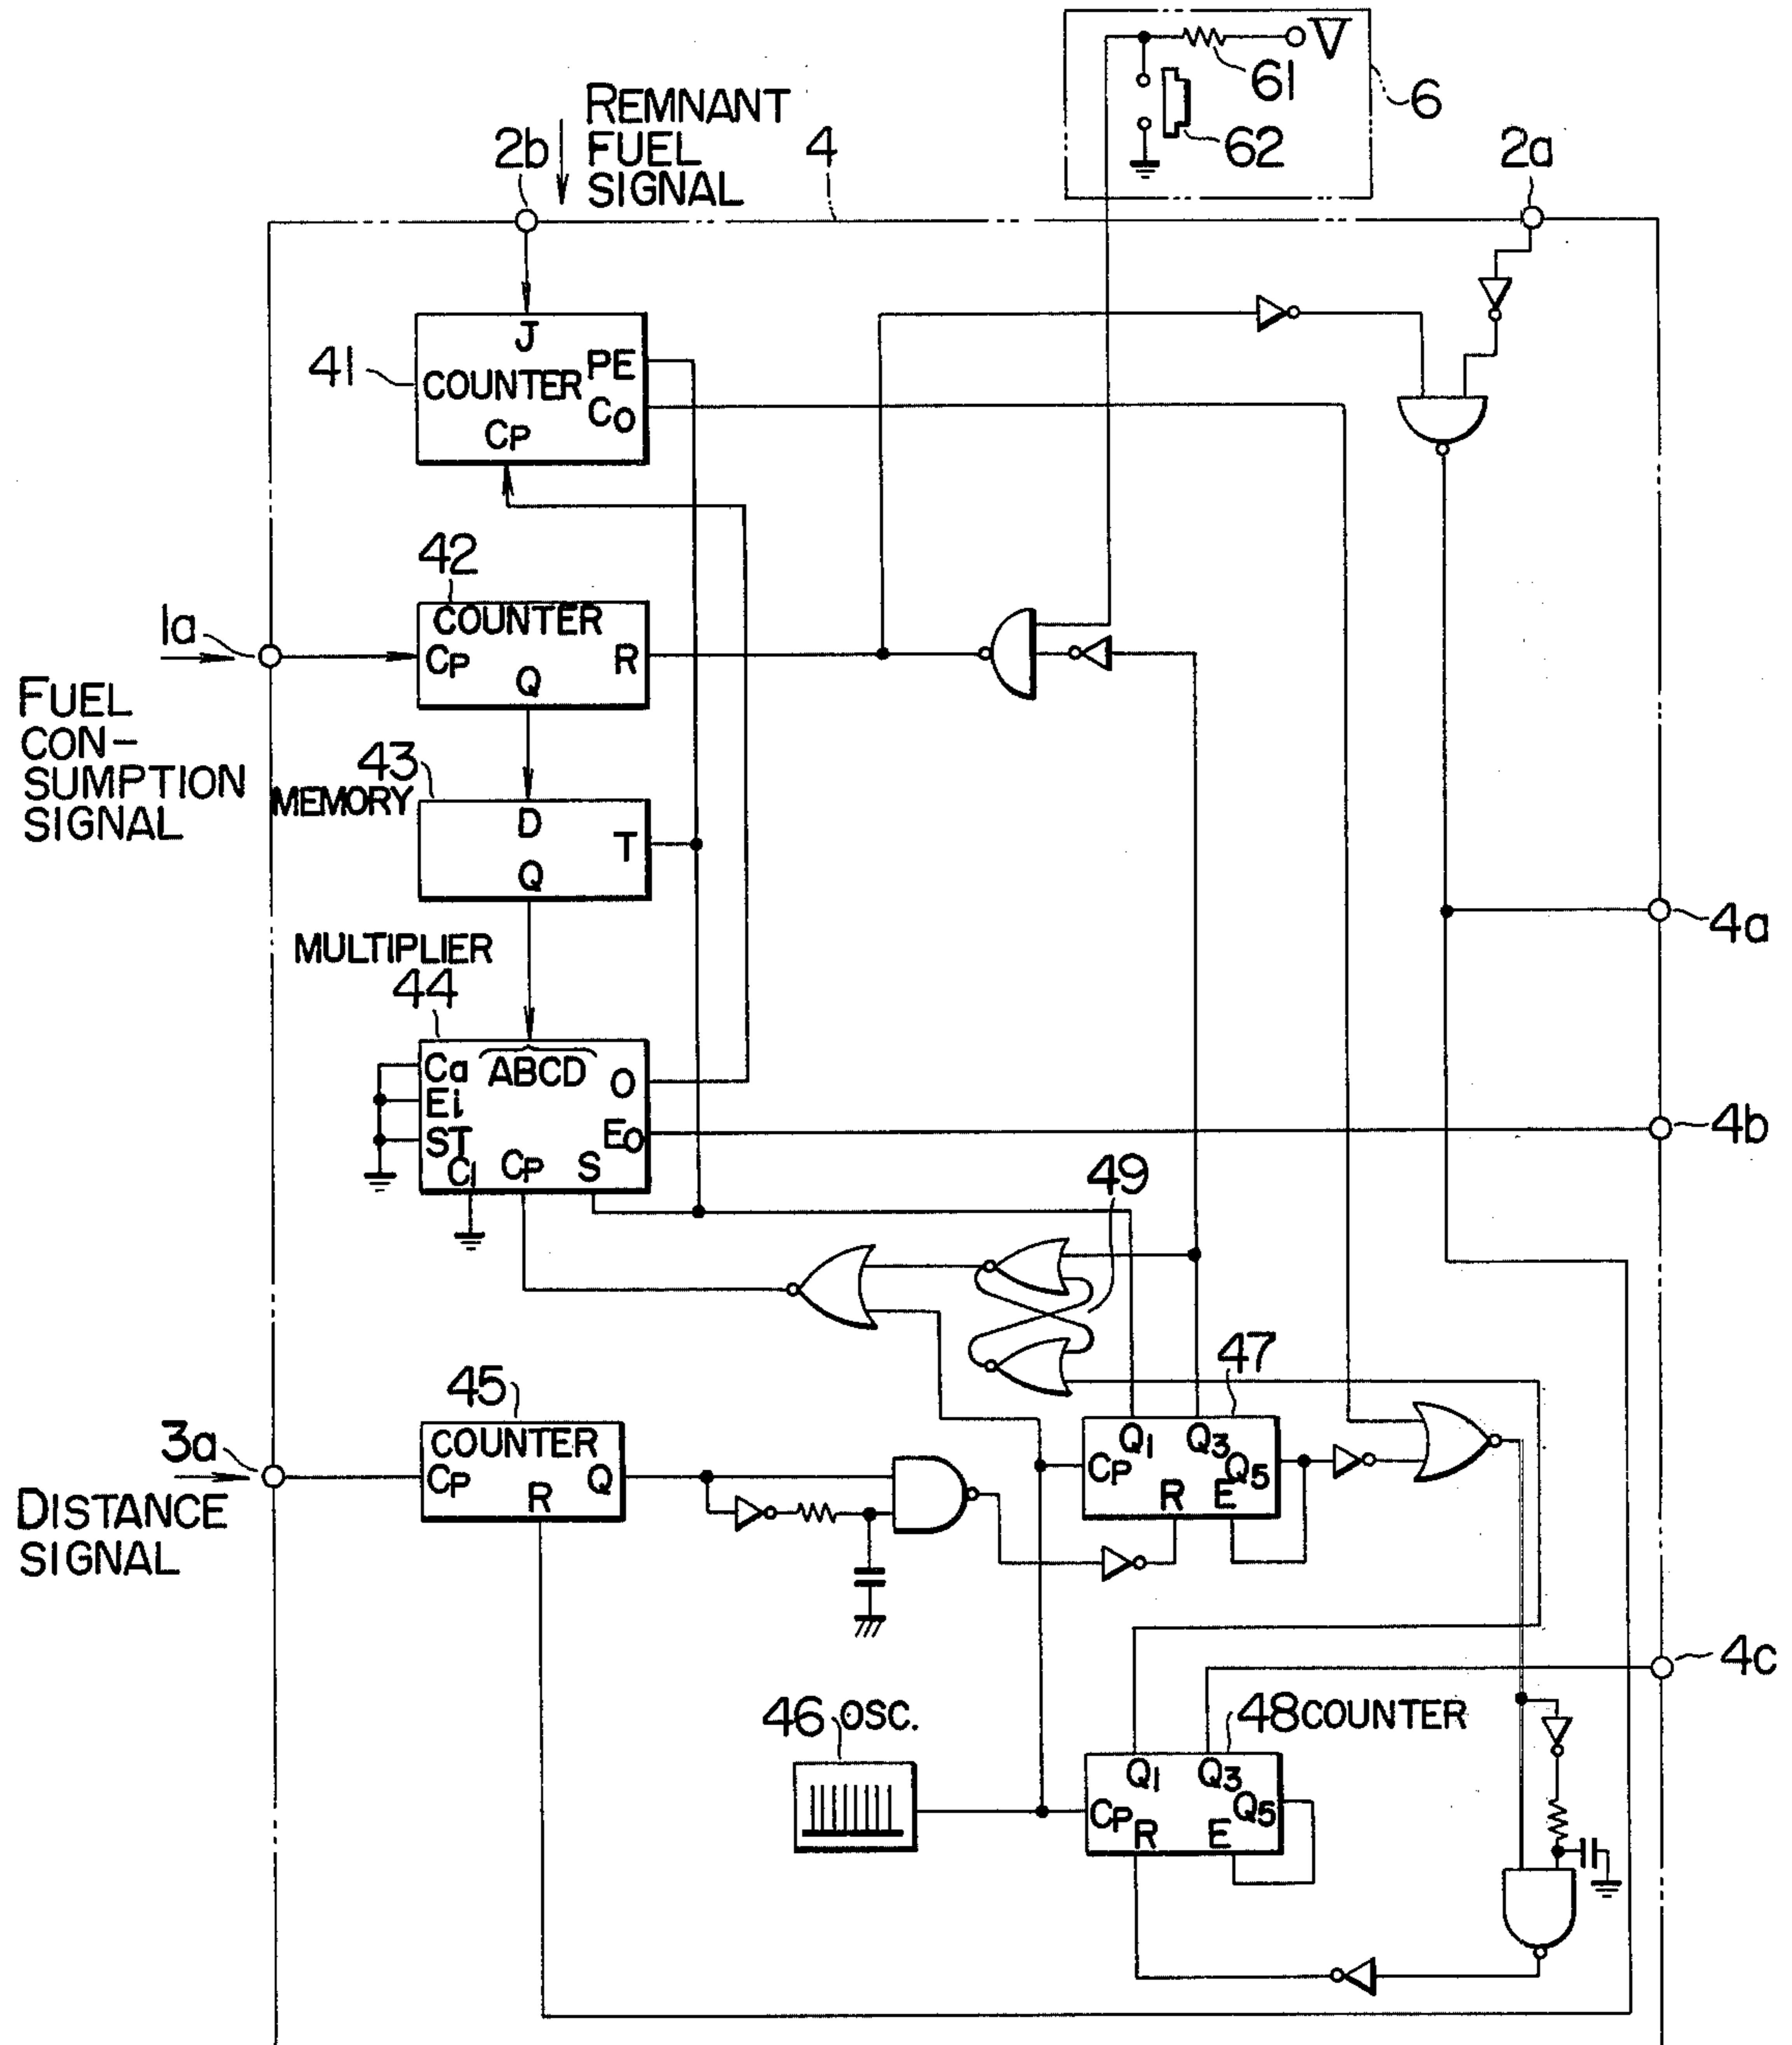 V
61
6
62
REMNANT
FUEL
SIGNAL
2b
4
2a
J
41
COUNTER
PE
Co
Cp
42
COUNTER
1a
Cp
R
Q
FUEL
CON-
SUMPTION
SIGNAL
43
MEMORY
D
T
Q
4a
MULTIPLIER
44
Ca
ABCD
O
Ei
ST
Eo
4b
Ci
Cp
S
49
47
45
3a
COUNTER
Cp
Q
R
Q1
Q3
Cp
Q5
R
E
DISTANCE
SIGNAL
4c
46 OSC.
48 COUNTER
Q1
Q3
Cp
Q5
R
E